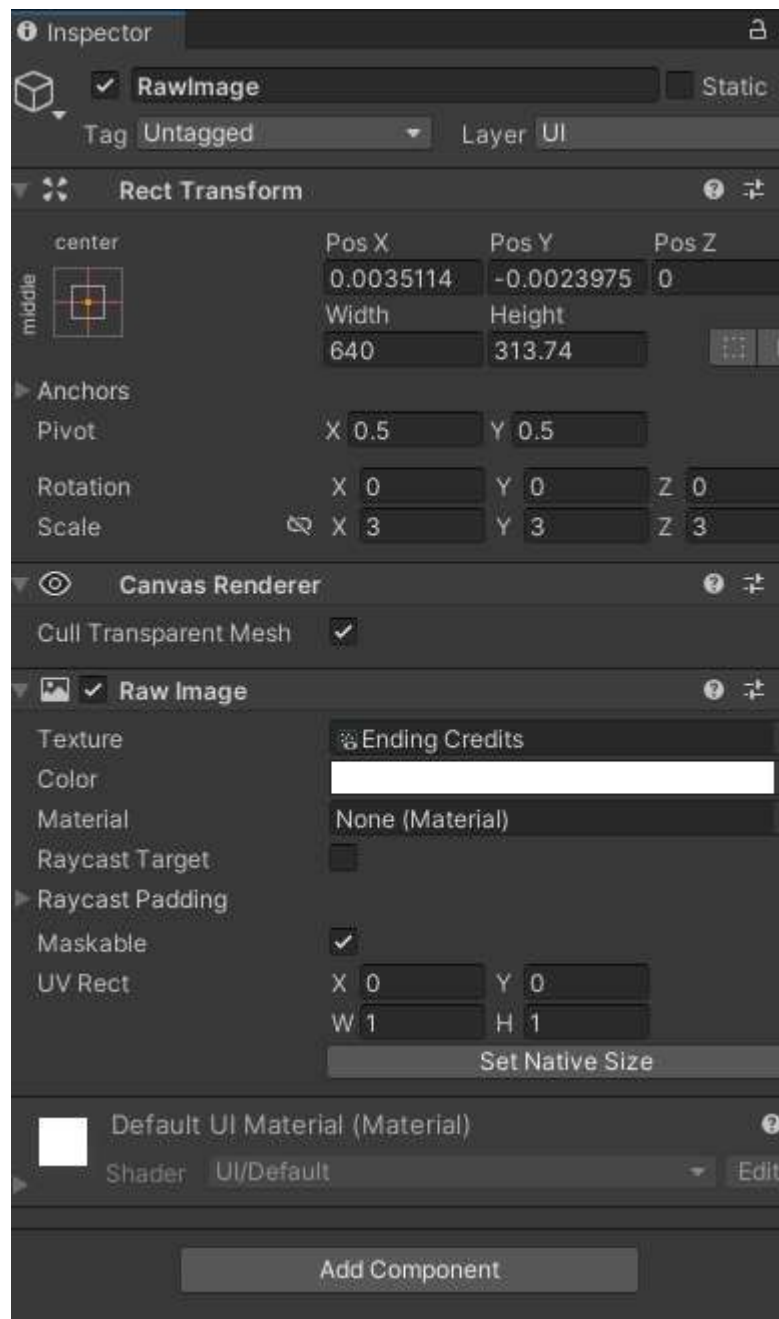 Inspector
RawImage Static
Tag Untagged Layer UI
Rect Transform
center Pos X Pos Y Pos Z
middle 0.0035114 -0.0023975 0
Width Height
640 313.74
Anchors
Pivot X 0.5 Y 0.5
Rotation X 0 Y 0 Z 0
Scale X 3 Y 3 Z 3
Canvas Renderer
Cull Transparent Mesh
Raw Image
Texture Ending Credits
Color
Material None (Material)
Raycast Target
Raycast Padding
Maskable
UV Rect X 0 Y 0
W 1 H 1
Set Native Size
Default UI Material (Material)
Shader UI/Default Edit
Add Component